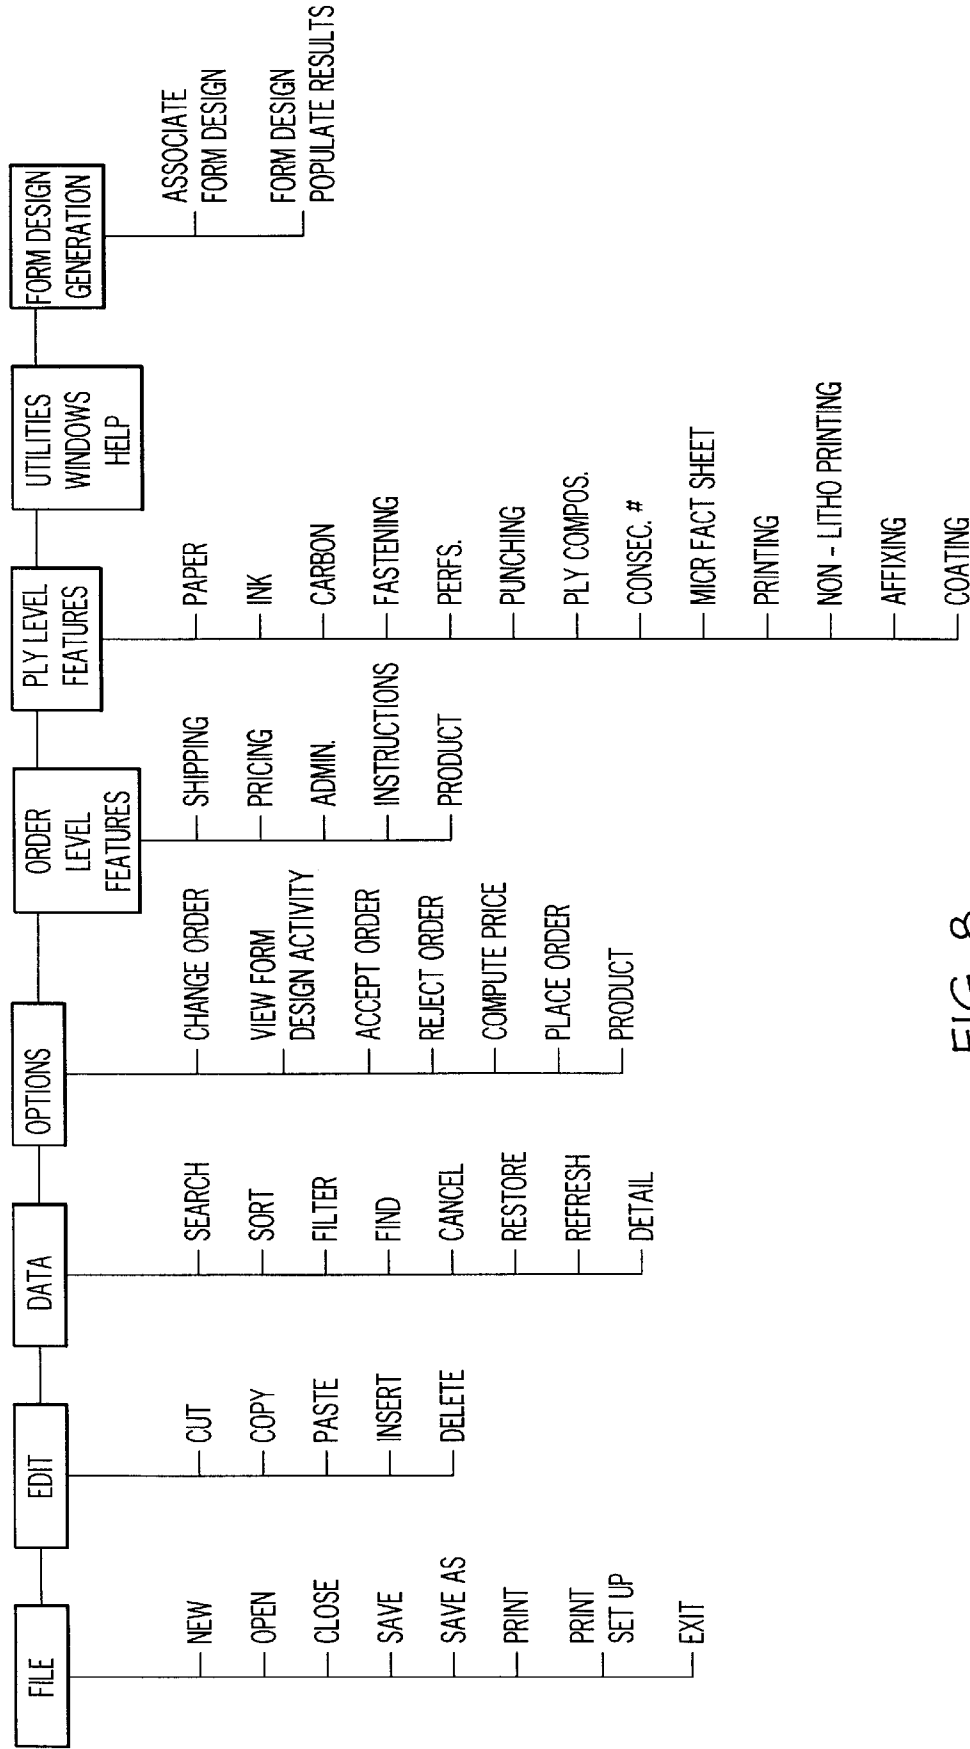 FILE
NEW
OPEN
CLOSE
SAVE
SAVE AS
PRINT
PRINT
SET UP
EXIT
EDIT
CUT
COPY
PASTE
INSERT
DELETE
DATA
SEARCH
SORT
FILTER
FIND
CANCEL
RESTORE
REFRESH
DETAIL
OPTIONS
CHANGE ORDER
VIEW FORM
DESIGN ACTIVITY
ACCEPT ORDER
REJECT ORDER
COMPUTE PRICE
PLACE ORDER
PRODUCT
ORDER
LEVEL
FEATURES
SHIPPING
PRICING
ADMIN.
INSTRUCTIONS
PRODUCT
PLY LEVEL
FEATURES
PAPER
INK
CARBON
FASTENING
PERFS.
PUNCHING
PLY COMPOS.
CONSEC. #
MICR FACT SHEET
PRINTING
NON - LITHO PRINTING
AFFIXING
COATING
UTILITIES
WINDOWS
HELP
FORM DESIGN
GENERATION
ASSOCIATE
FORM DESIGN
FORM DESIGN
POPULATE RESULTS